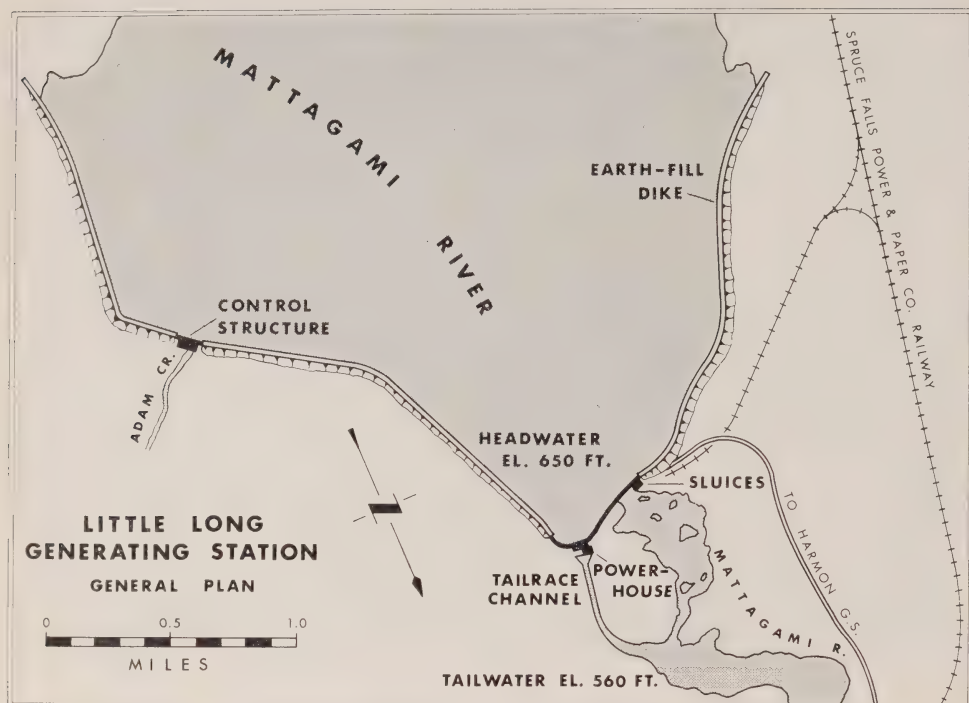 MATTAGAMI
RIVER
SPRUCE FALLS POWER & PAPER CO. RAILWAY
EARTH-FILL
DIKE
CONTROL
STRUCTURE
ADAM CR.
HEADWATER
EL. 650 FT.
SLUICES
TO HARMON G.S.
LITTLE LONG
GENERATING STATION
GENERAL PLAN
POWER-
HOUSE
TAILRACE
CHANNEL
MATTAGAMI R.
0 0.5 1.0
MILES
TAILWATER EL. 560 FT.